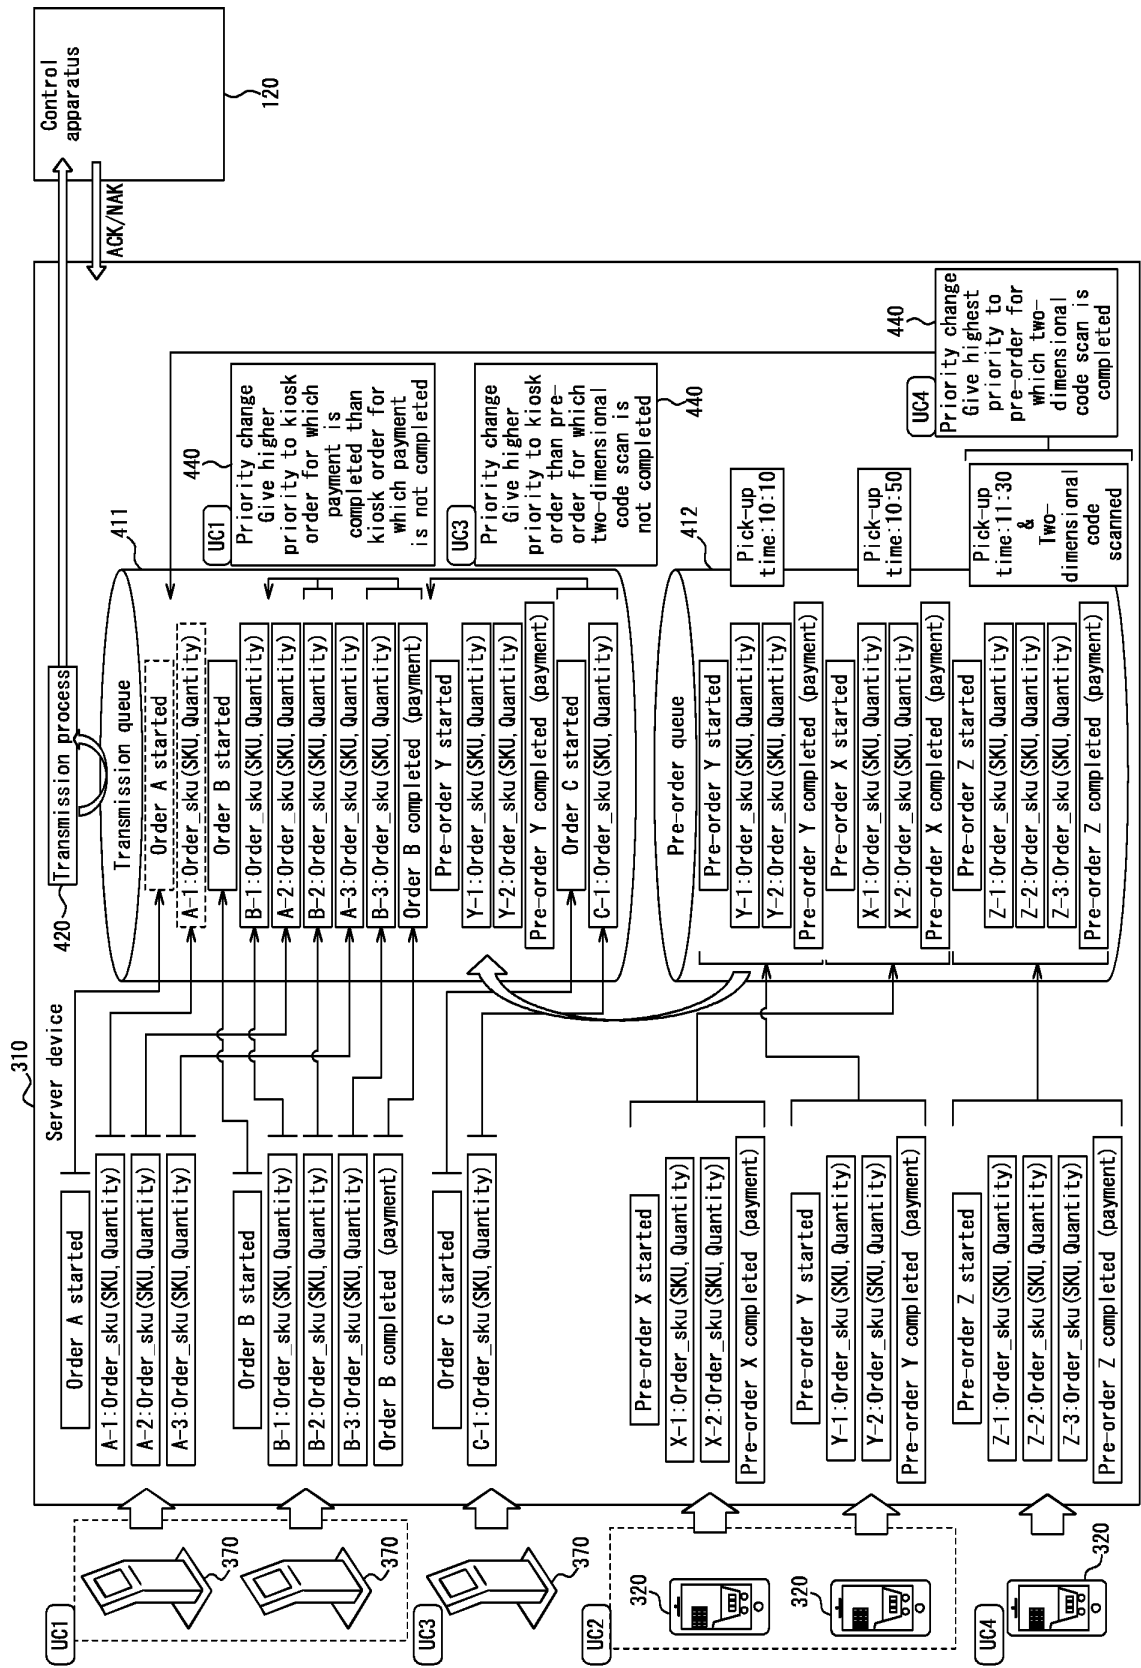 Control
apparatus
120
ACK/NAK
310
Server device
420
Transmission process
411
Transmission queue
Order A started
A-1:Order_sku(SKU,Quantity)
Order B started
B-1:Order_sku(SKU,Quantity)
A-2:Order_sku(SKU,Quantity)
B-2:Order_sku(SKU,Quantity)
A-3:Order_sku(SKU,Quantity)
B-3:Order_sku(SKU,Quantity)
Order B completed (payment)
Pre-order Y started
Y-1:Order_sku(SKU,Quantity)
Y-2:Order_sku(SKU,Quantity)
Pre-order Y completed (payment)
Order C started
C-1:Order_sku(SKU,Quantity)
440
UC1
Priority change
Give higher
priority to kiosk
order for which
payment is
completed than
kiosk order for
which payment
is not completed
UC3
Priority change
Give higher
priority to kiosk
order than pre-
order for which
two-dimensional
code scan is
not completed
440
440
UC4
Priority change
Give highest
priority to
pre-order for
which two-
dimensional
code scan is
completed
412
Pre-order queue
Pre-order Y started
Y-1:Order_sku(SKU,Quantity)
Y-2:Order_sku(SKU,Quantity)
Pre-order Y completed (payment)
Pre-order X started
X-1:Order_sku(SKU,Quantity)
X-2:Order_sku(SKU,Quantity)
Pre-order X completed (payment)
Pre-order Z started
Z-1:Order_sku(SKU,Quantity)
Z-2:Order_sku(SKU,Quantity)
Z-3:Order_sku(SKU,Quantity)
Pre-order Z completed (payment)
Pick-up
time:10:10
Pick-up
time:10:50
Pick-up
time:11:30
&
Two-
dimensional
code
scanned
Order A started
A-1:Order_sku(SKU,Quantity)
A-2:Order_sku(SKU,Quantity)
A-3:Order_sku(SKU,Quantity)
Order B started
B-1:Order_sku(SKU,Quantity)
B-2:Order_sku(SKU,Quantity)
B-3:Order_sku(SKU,Quantity)
Order B completed (payment)
Order C started
C-1:Order_sku(SKU,Quantity)
Pre-order X started
X-1:Order_sku(SKU,Quantity)
X-2:Order_sku(SKU,Quantity)
Pre-order X completed (payment)
Pre-order Y started
Y-1:Order_sku(SKU,Quantity)
Y-2:Order_sku(SKU,Quantity)
Pre-order Y completed (payment)
Pre-order Z started
Z-1:Order_sku(SKU,Quantity)
Z-2:Order_sku(SKU,Quantity)
Z-3:Order_sku(SKU,Quantity)
Pre-order Z completed (payment)
UC1
370
370
UC3
370
UC2
320
320
UC4
320